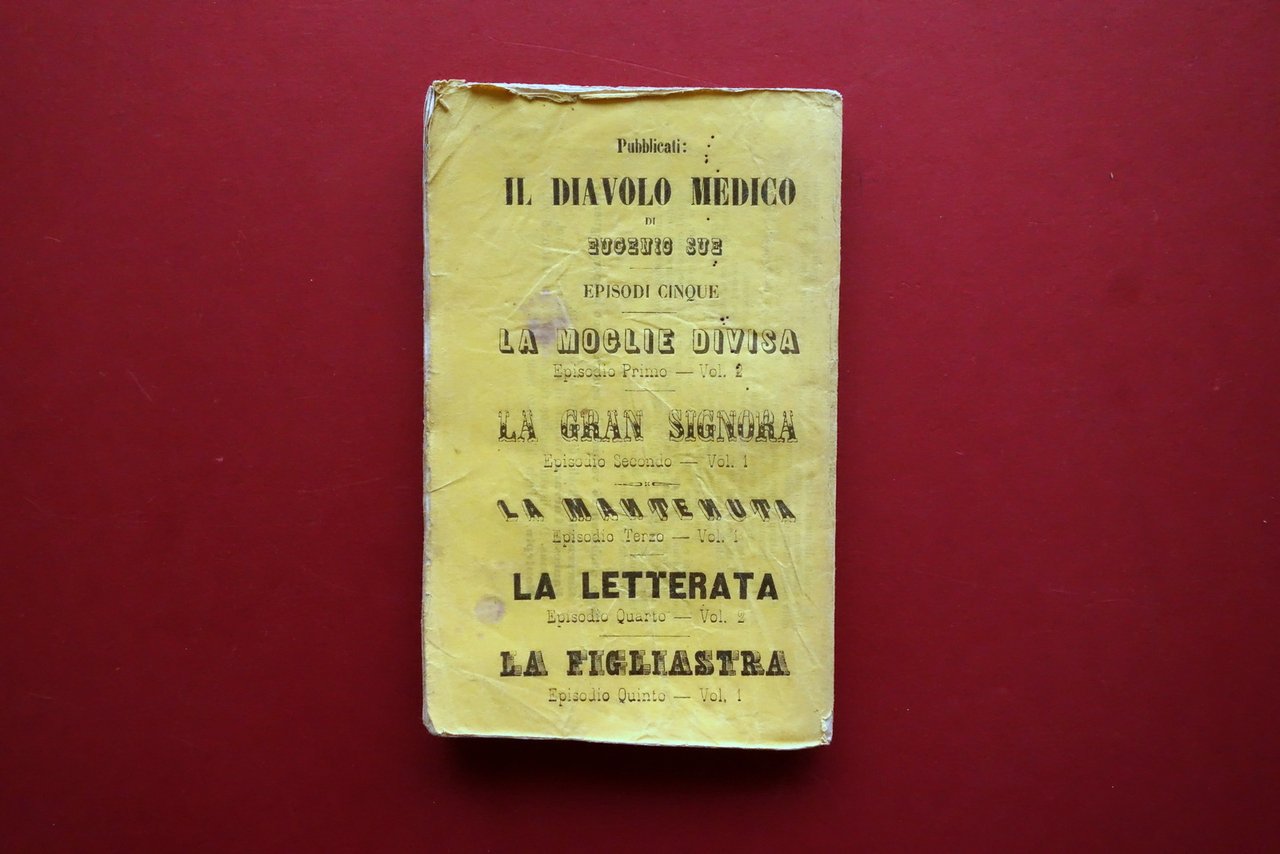 Pubblicati:
IL DIAVOLO MEDICO
DI
EUGENIO SUE
EPISODI CINQUE
LA MOGLIE DIVISA
Episodio Primo — Vol. 2
LA GRAN SIGNORA
Episodio Secondo — Vol. 1
LA MANTENUTA
Episodio Terzo — Vol. 1
LA LETTERATA
Episodio Quarto — Vol. 2
LA FIGLIASTRA
Episodio Quinto — Vol. 1